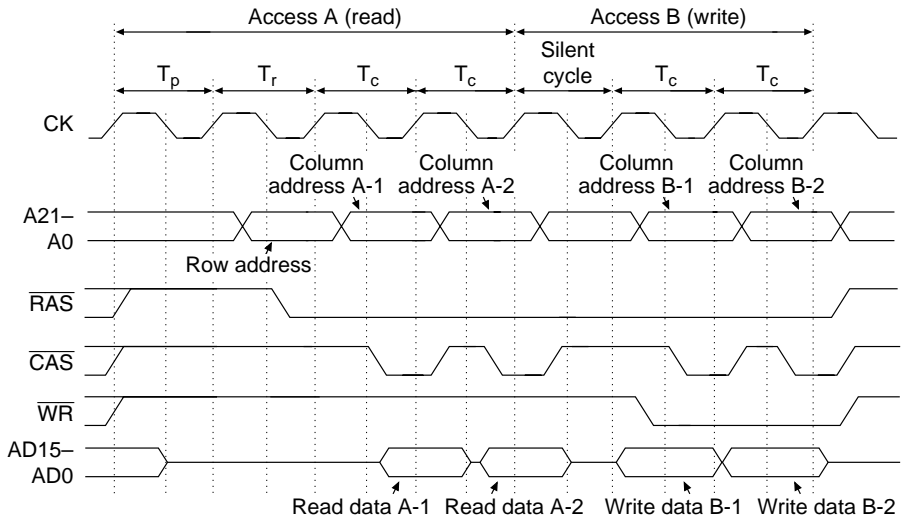 Access A (read) Access B (write)
Silent
cycle
Tp Tr Tc Tc Tc Tc
CK
Column
address A-1
Column
address A-2
Column
address B-1
Column
address B-2
A21–
A0
Row address
RAS
CAS
WR
AD15–
AD0
Read data A-1 Read data A-2 Write data B-1 Write data B-2